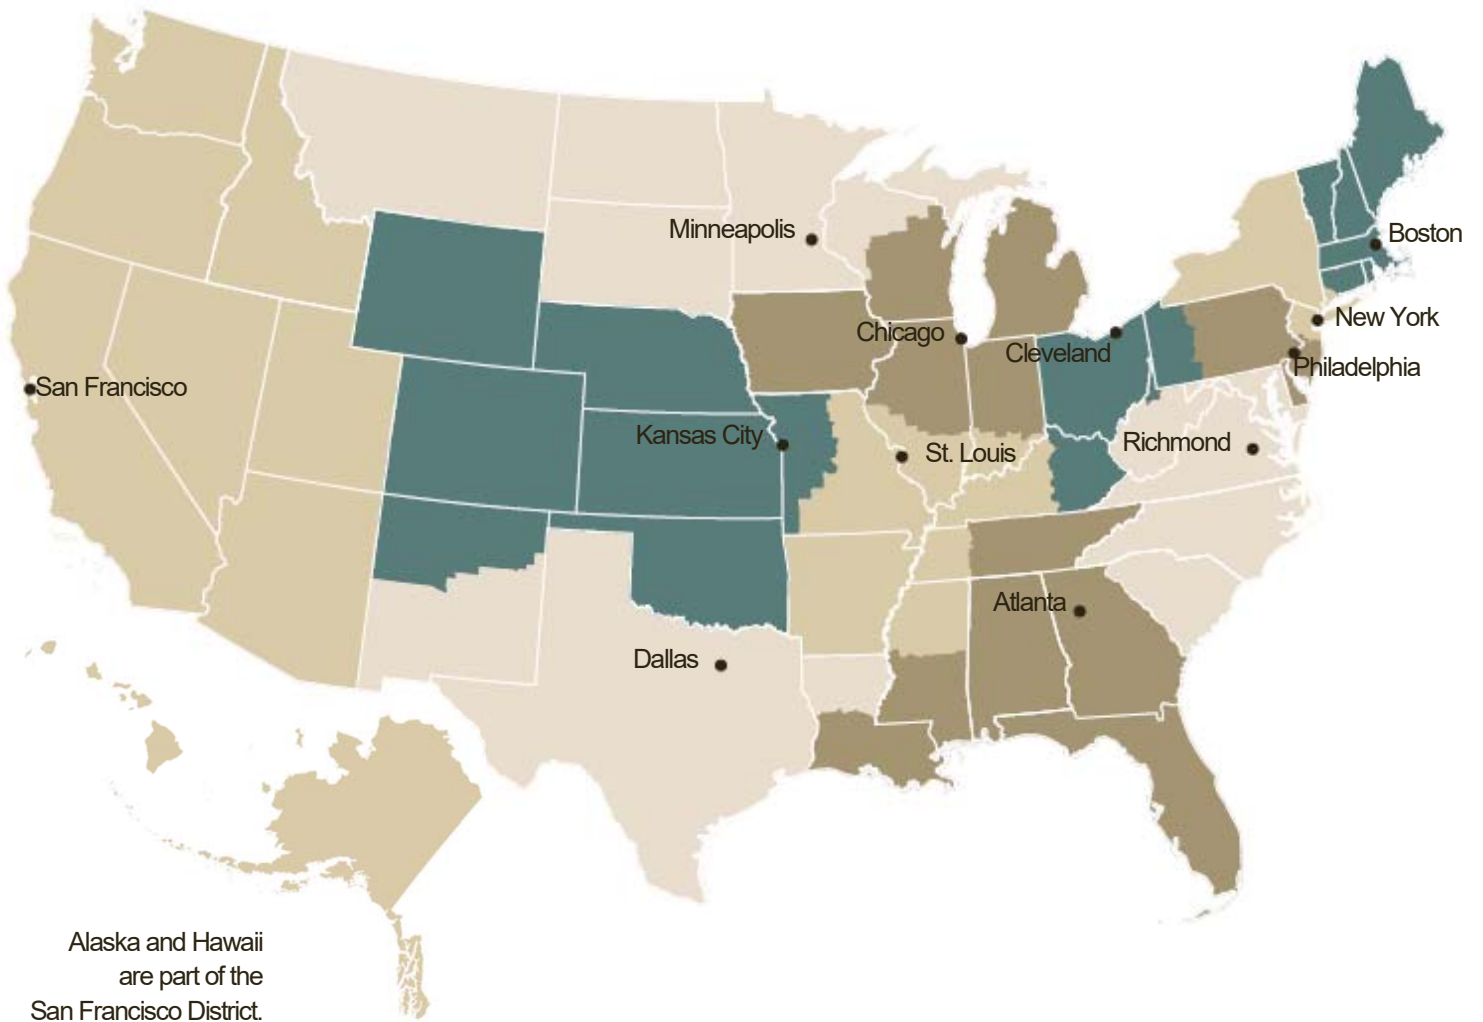 Minneapolis
Boston
New York
Chicago
Cleveland
Philadelphia
San Francisco
Kansas City
Richmond
St. Louis
Atlanta
Dallas
Alaska and Hawaii
are part of the
San Francisco District.